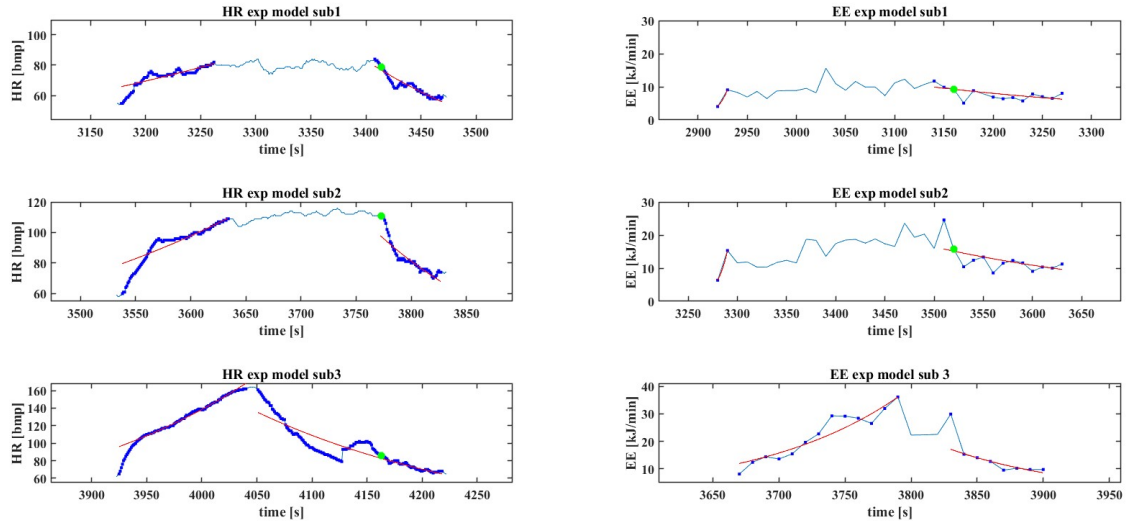 HR exp model sub1
HR [bmp]
100
80
60
3150 3200 3250 3300 3350 3400 3450 3500
time [s]
EE exp model sub1
EE [kJ/min]
30
20
10
0
2900 2950 3000 3050 3100 3150 3200 3250 3300
time [s]
HR exp model sub2
HR [bmp]
110
100
80
60
3500 3550 3600 3650 3700 3750 3800 3850
time [s]
EE exp model sub2
EE [kJ/min]
30
20
10
0
3250 3300 3350 3400 3450 3500 3550 3600 3650
time [s]
HR exp model sub3
HR [bmp]
160
140
120
100
80
60
3900 3950 4000 4050 4100 4150 4200 4250
time [s]
EE exp model sub 3
EE [kJ/min]
40
30
20
10
3650 3700 3750 3800 3850 3900 3950
time [s]